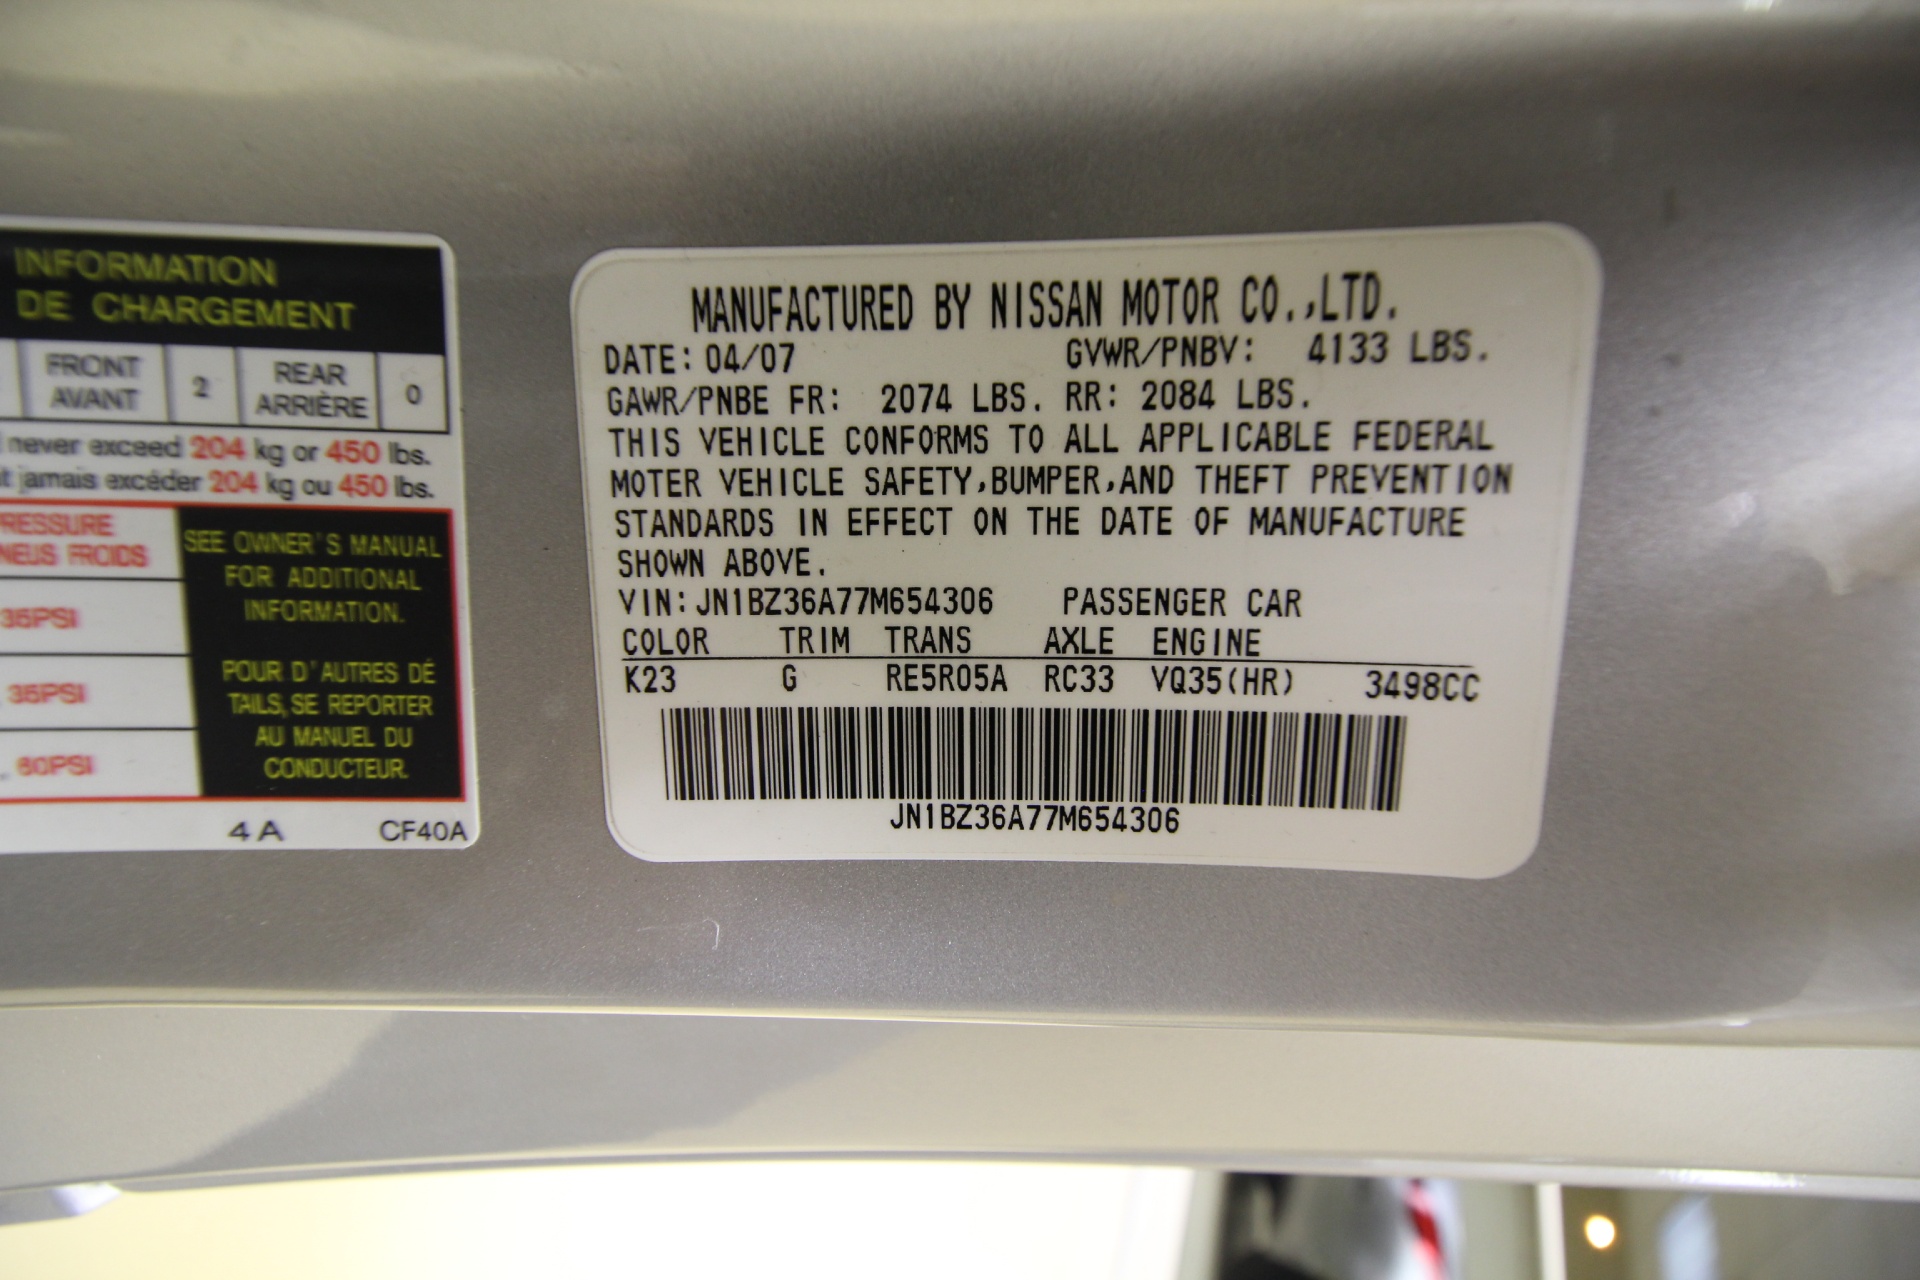 INFORMATION
DE CHARGEMENT
FRONT
AVANT
2
REAR
ARRIÈRE
0
never exceed 204 kg or 450 lbs.
jamais excéder 204 kg ou 450 lbs.
SEE OWNER'S MANUAL
FOR ADDITIONAL
INFORMATION.
POUR D'AUTRES DÉ
TAILS, SE REPORTER
AU MANUEL DU
CONDUCTEUR.
FROIDS
35PSI
35PSI
60PSI
4A CF40A
MANUFACTURED BY NISSAN MOTOR CO.,LTD.
DATE: 04/07 GVWR/PNBV: 4133 LBS.
GAWR/PNBE FR: 2074 LBS. RR: 2084 LBS.
THIS VEHICLE CONFORMS TO ALL APPLICABLE FEDERAL
MOTER VEHICLE SAFETY,BUMPER,AND THEFT PREVENTION
STANDARDS IN EFFECT ON THE DATE OF MANUFACTURE
SHOWN ABOVE.
VIN: JN1BZ36A77M654306 PASSENGER CAR
COLOR TRIM TRANS AXLE ENGINE
K23 G RE5R05A RC33 VQ35(HR) 3498CC
JN1BZ36A77M654306